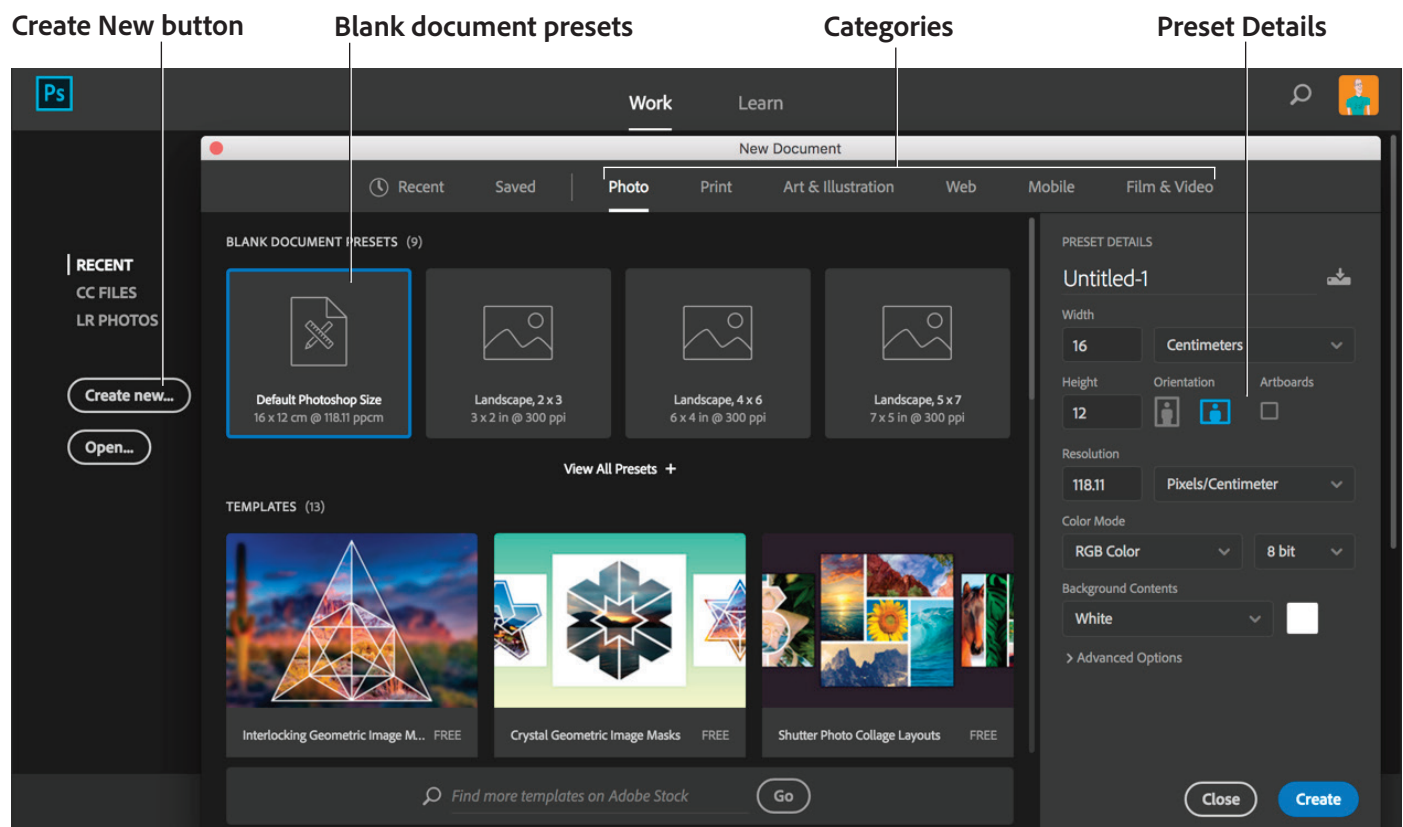 Create New button Blank document presets Categories Preset Details
Ps
Work Learn
New Document
Recent Saved Photo Print Art & Illustration Web Mobile Film & Video
RECENT
CC FILES
LR PHOTOS
Create new...
Open...
BLANK DOCUMENT PRESETS (9)
Default Photoshop Size
16 x 12 cm @ 118.11 ppcm
Landscape, 2 x 3
3 x 2 in @ 300 ppi
Landscape, 4 x 6
6 x 4 in @ 300 ppi
Landscape, 5 x 7
7 x 5 in @ 300 ppi
View All Presets +
TEMPLATES (13)
Interlocking Geometric Image M... FREE
Crystal Geometric Image Masks FREE
Shutter Photo Collage Layouts FREE
Find more templates on Adobe Stock Go
PRESET DETAILS
Untitled-1
Width
16 Centimeters
Height Orientation Artboards
12
Resolution
118.11 Pixels/Centimeter
Color Mode
RGB Color 8 bit
Background Contents
White
> Advanced Options
Close Create